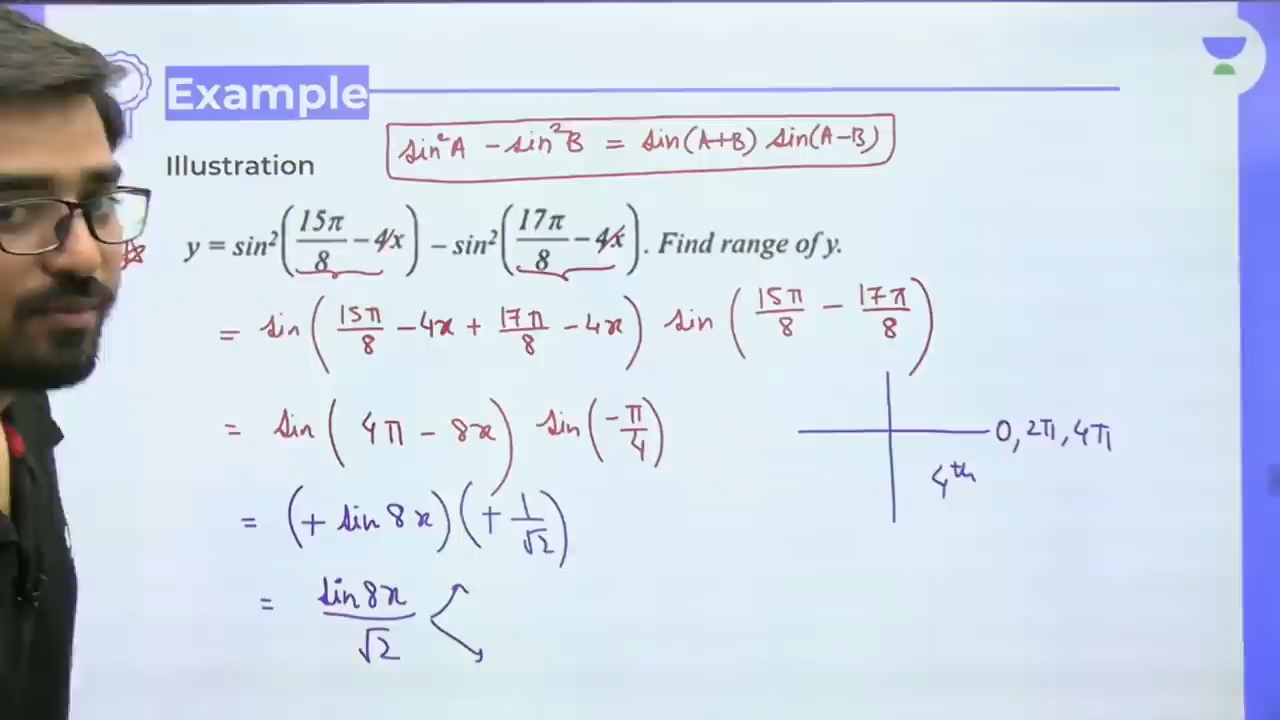 Example
sin²A - sin²B = sin(A+B) sin(A-B)
Illustration
y = sin²(15π/8 - 4x) - sin²(17π/8 - 4x). Find range of y.
= sin(15π/8 - 4x + 17π/8 - 4x) sin(15π/8 - 17π/8)
= sin(4π - 8x) sin(-π/4)
0, 2π, 4π
4th
= (+ sin 8x)(+ 1/√2)
= sin8x/√2